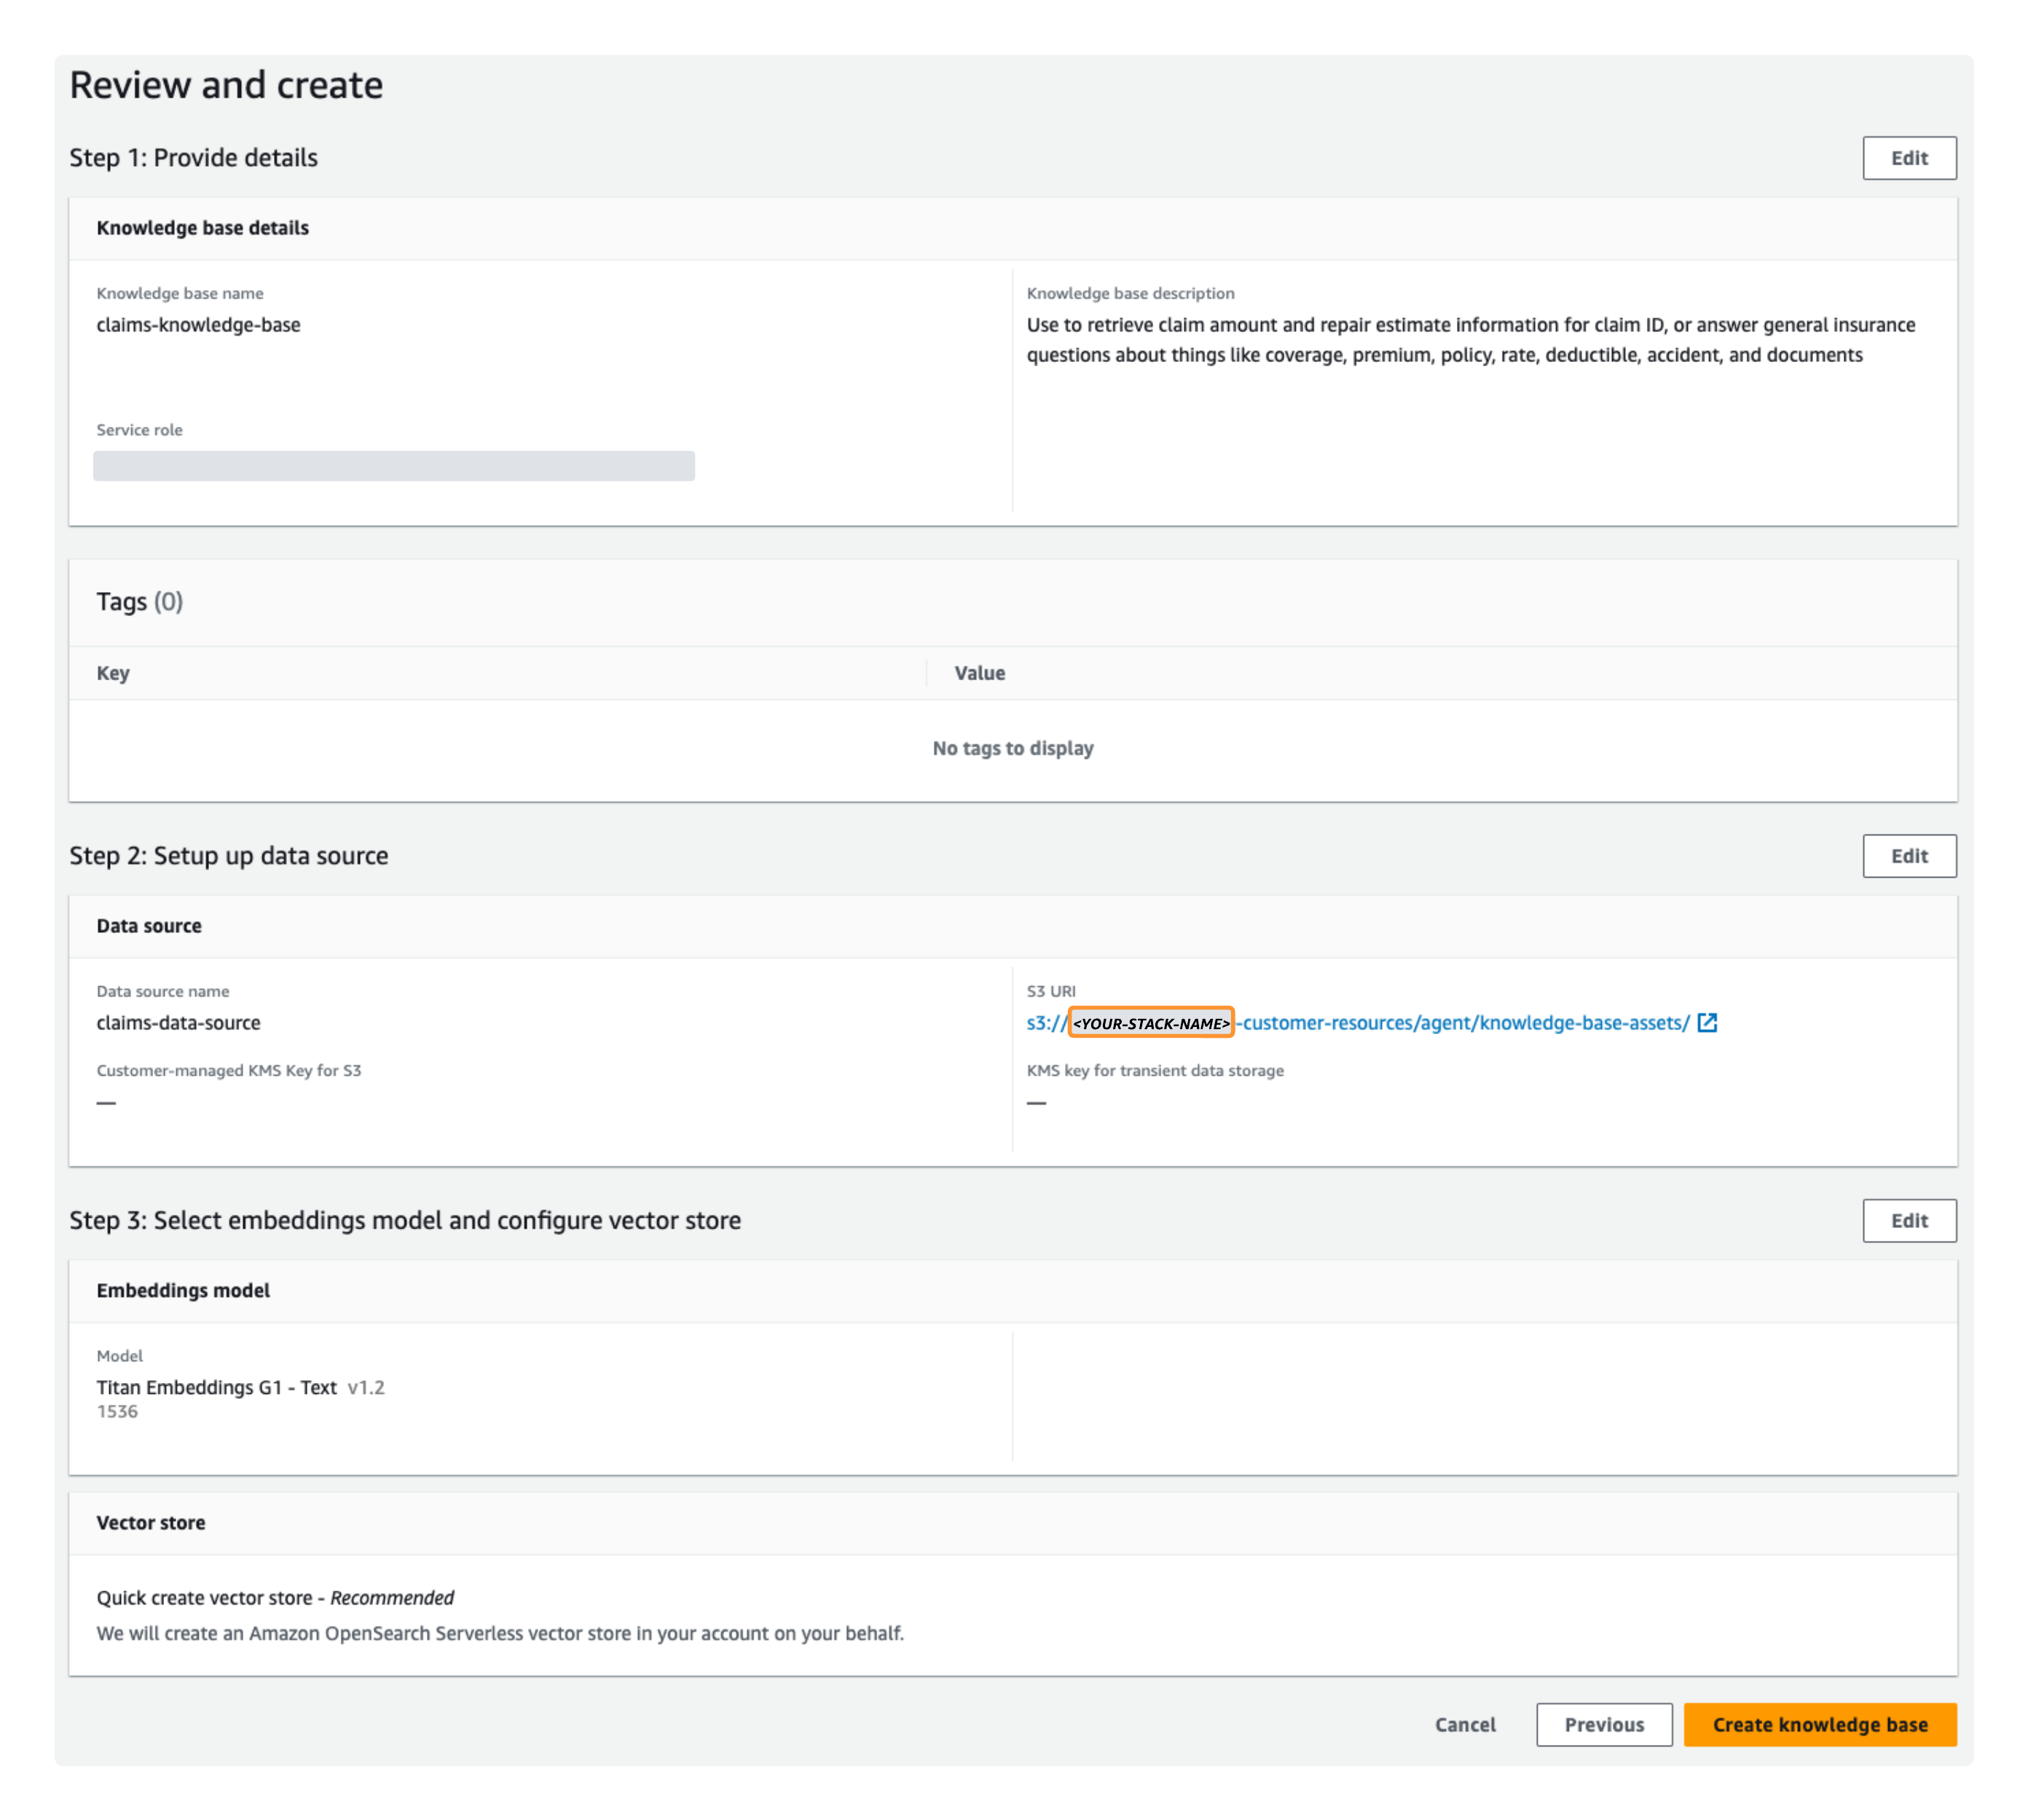 Review and create
Step 1: Provide details
Edit
Knowledge base details
Knowledge base name
claims-knowledge-base
Knowledge base description
Use to retrieve claim amount and repair estimate information for claim ID, or answer general insurance
questions about things like coverage, premium, policy, rate, deductible, accident, and documents
Service role
Tags (0)
Key
Value
No tags to display
Step 2: Setup up data source
Edit
Data source
Data source name
claims-data-source
S3 URI
s3://<YOUR-STACK-NAME>-customer-resources/agent/knowledge-base-assets/
Customer-managed KMS Key for S3
—
KMS key for transient data storage
—
Step 3: Select embeddings model and configure vector store
Edit
Embeddings model
Model
Titan Embeddings G1 - Text v1.2
1536
Vector store
Quick create vector store - Recommended
We will create an Amazon OpenSearch Serverless vector store in your account on your behalf.
Cancel
Previous
Create knowledge base